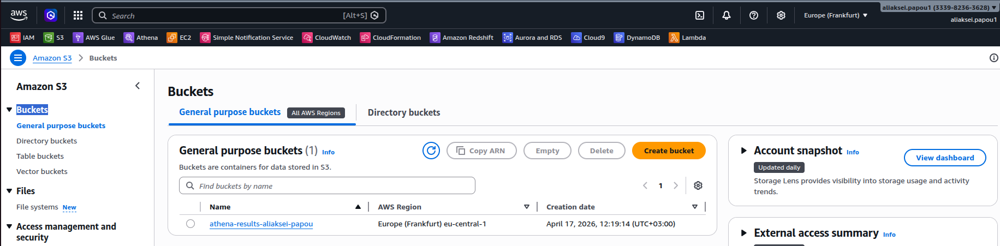 aws
Search [Alt+S]
Europe (Frankfurt)
aliaksei.papou1 (3339-8236-3628)
aliaksei.papou1
IAM S3 AWS Glue Athena EC2 Simple Notification Service CloudWatch CloudFormation Amazon Redshift Aurora and RDS Cloud9 DynamoDB Lambda
Amazon S3 > Buckets
Amazon S3
Buckets
General purpose buckets
Directory buckets
Table buckets
Vector buckets
Files
File systems New
Access management and
security
Buckets
General purpose buckets All AWS Regions Directory buckets
General purpose buckets (1) Info
Copy ARN Empty Delete Create bucket
Buckets are containers for data stored in S3.
Find buckets by name
1
Name AWS Region Creation date
athena-results-aliaksei-papou Europe (Frankfurt) eu-central-1 April 17, 2026, 12:19:14 (UTC+03:00)
Account snapshot Info
View dashboard
Updated daily
Storage Lens provides visibility into storage usage and activity
trends.
External access summary Info